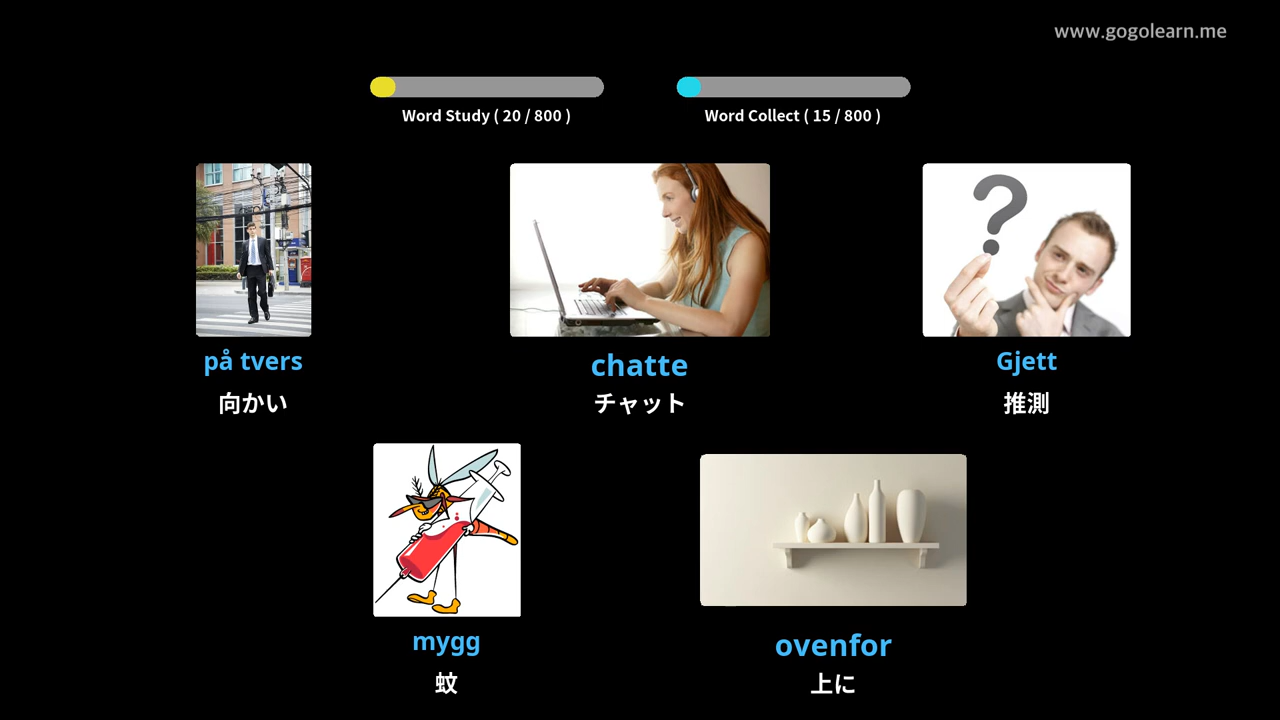 www.gogolearn.me
Word Study ( 20 / 800 )
Word Collect ( 15 / 800 )
på tvers
向かい
chatte
チャット
Gjett
推測
mygg
蚊
ovenfor
上に